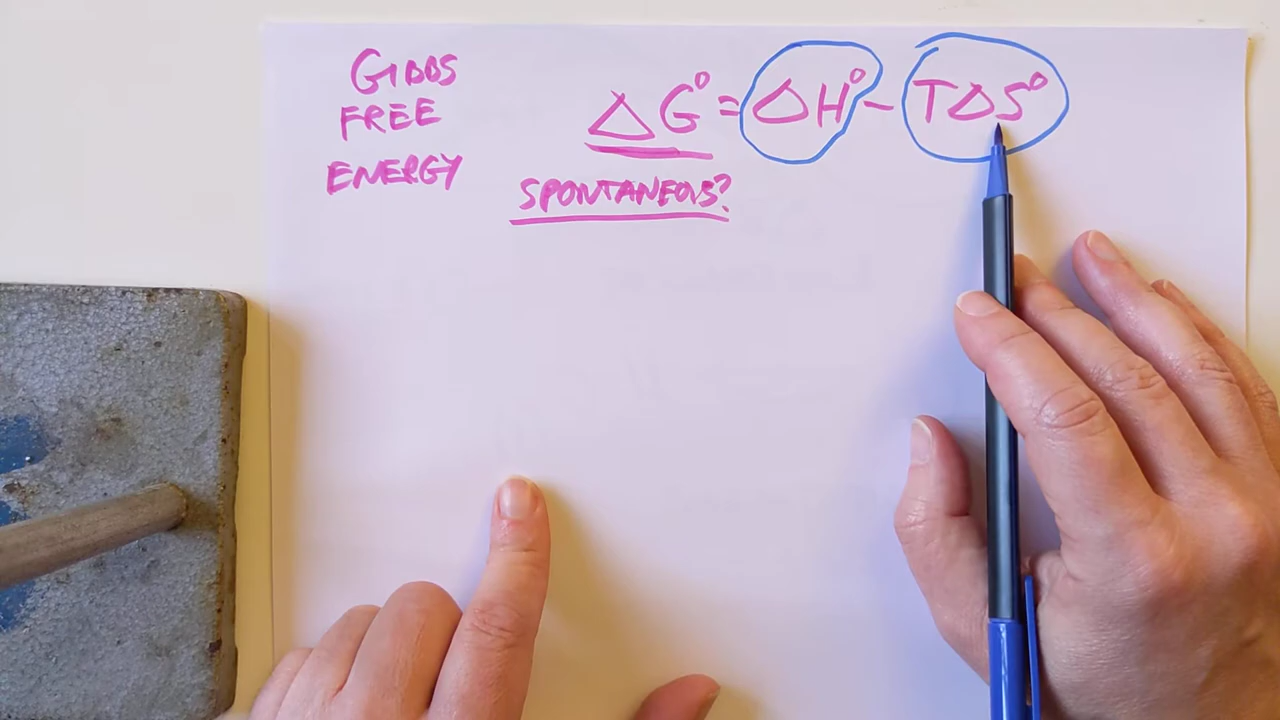 GIBBS
FREE
ENERGY
ΔG° = ΔH° - TΔS°
SPONTANEOUS?